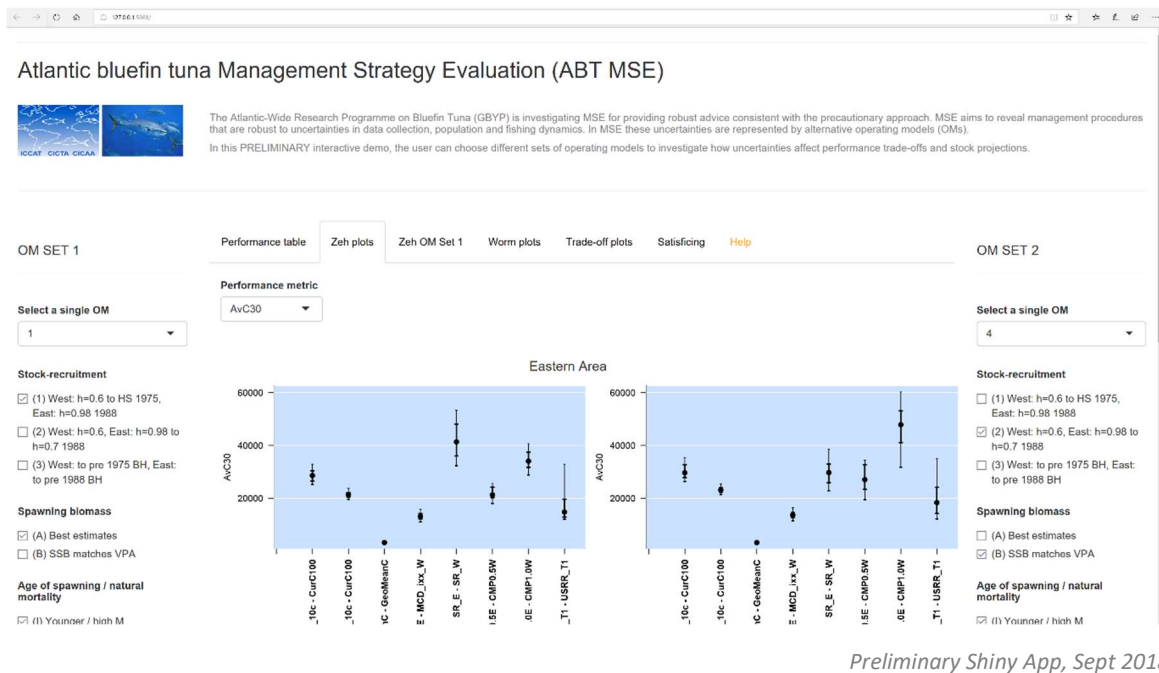 127.0.0.1:5668/
Atlantic bluefin tuna Management Strategy Evaluation (ABT MSE)
ICCAT CICTA CICAA
The Atlantic-Wide Research Programme on Bluefin Tuna (GBYP) is investigating MSE for providing robust advice consistent with the precautionary approach. MSE aims to reveal management procedures
that are robust to uncertainties in data collection, population and fishing dynamics. In MSE these uncertainties are represented by alternative operating models (OMs).
In this PRELIMINARY interactive demo, the user can choose different sets of operating models to investigate how uncertainties affect performance trade-offs and stock projections.
OM SET 1
Select a single OM
1
Stock-recruitment
(1) West: h=0.6 to HS 1975,
East: h=0.98 1988
(2) West: h=0.6, East: h=0.98 to
h=0.7 1988
(3) West: to pre 1975 BH, East:
to pre 1988 BH
Spawning biomass
(A) Best estimates
(B) SSB matches VPA
Age of spawning / natural
mortality
(I) Younger / high M
Performance table Zeh plots Zeh OM Set 1 Worm plots Trade-off plots Satisficing Help
Performance metric
AvC30
Eastern Area
60000
40000
20000
AvC30
_10c - CurC100
_10c - CurC100
nC - GeoMeanC
E - MCD_ixx_W
SR_E - SR_W
0.5E - CMP0.5W
.0E - CMP1.0W
_T1 - USRR_T1
60000
40000
20000
AvC30
_10c - CurC100
_10c - CurC100
nC - GeoMeanC
E - MCD_ixx_W
SR_E - SR_W
0.5E - CMP0.5W
.0E - CMP1.0W
_T1 - USRR_T1
OM SET 2
Select a single OM
4
Stock-recruitment
(1) West: h=0.6 to HS 1975,
East: h=0.98 1988
(2) West: h=0.6, East: h=0.98 to
h=0.7 1988
(3) West: to pre 1975 BH, East:
to pre 1988 BH
Spawning biomass
(A) Best estimates
(B) SSB matches VPA
Age of spawning / natural
mortality
(I) Younger / high M
Preliminary Shiny App, Sept 2018